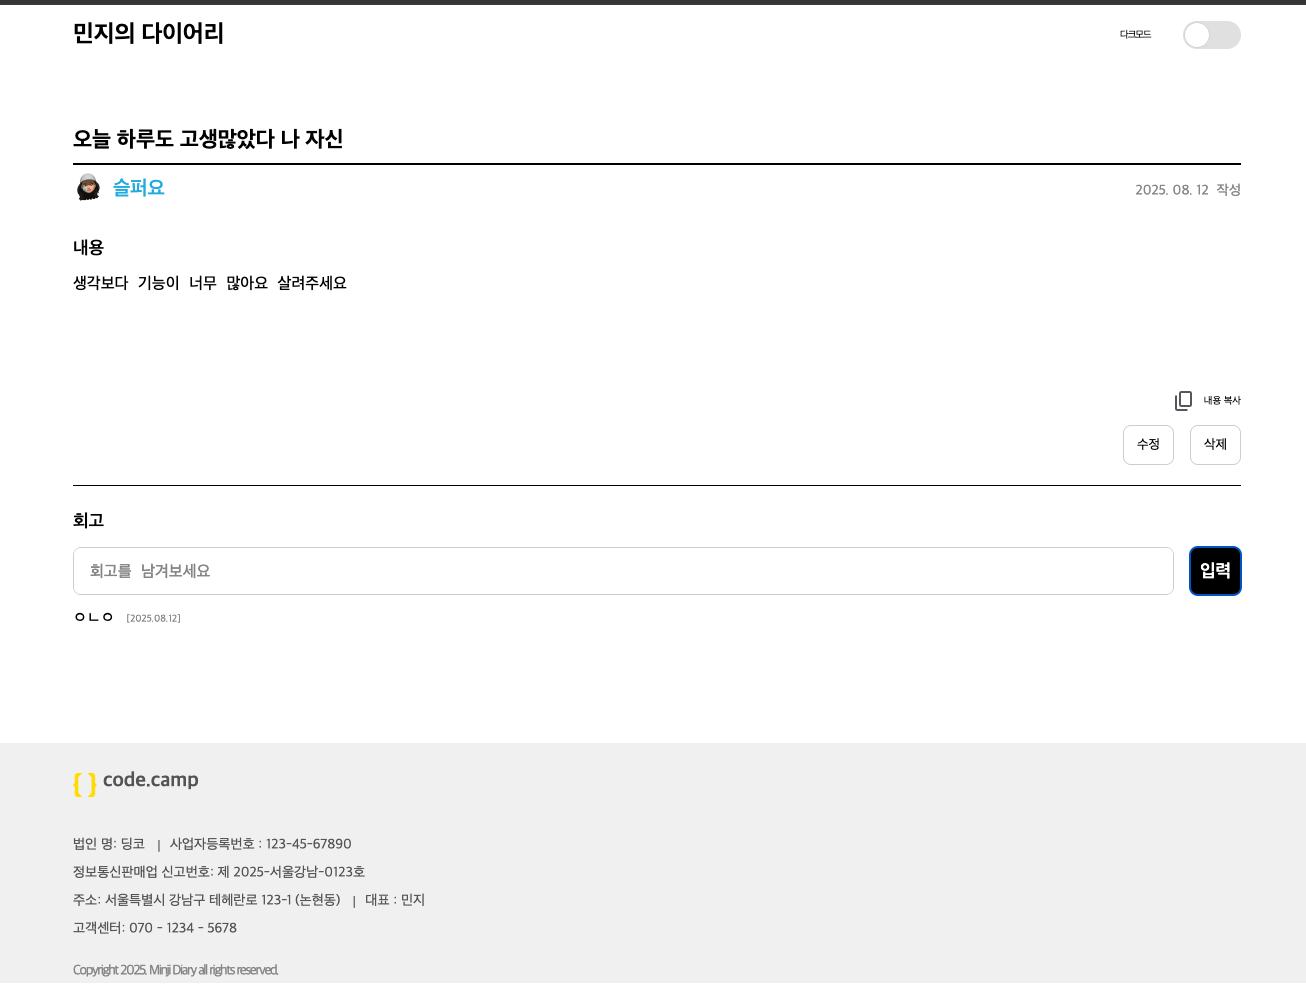 민지의 다이어리
다크모드
오늘 하루도 고생많았다 나 자신
슬퍼요
2025. 08. 12 작성
내용
생각보다 기능이 너무 많아요 살려주세요
내용 복사
수정
삭제
회고
회고를 남겨보세요
입력
ㅇㄴㅇ [2025.08.12]
{ } code.camp
법인 명: 딩코 | 사업자등록번호 : 123-45-67890
정보통신판매업 신고번호: 제 2025-서울강남-0123호
주소: 서울특별시 강남구 테헤란로 123-1 (논현동) | 대표 : 민지
고객센터: 070 - 1234 - 5678
Copyright 2025. Minji Diary all rights reserved.